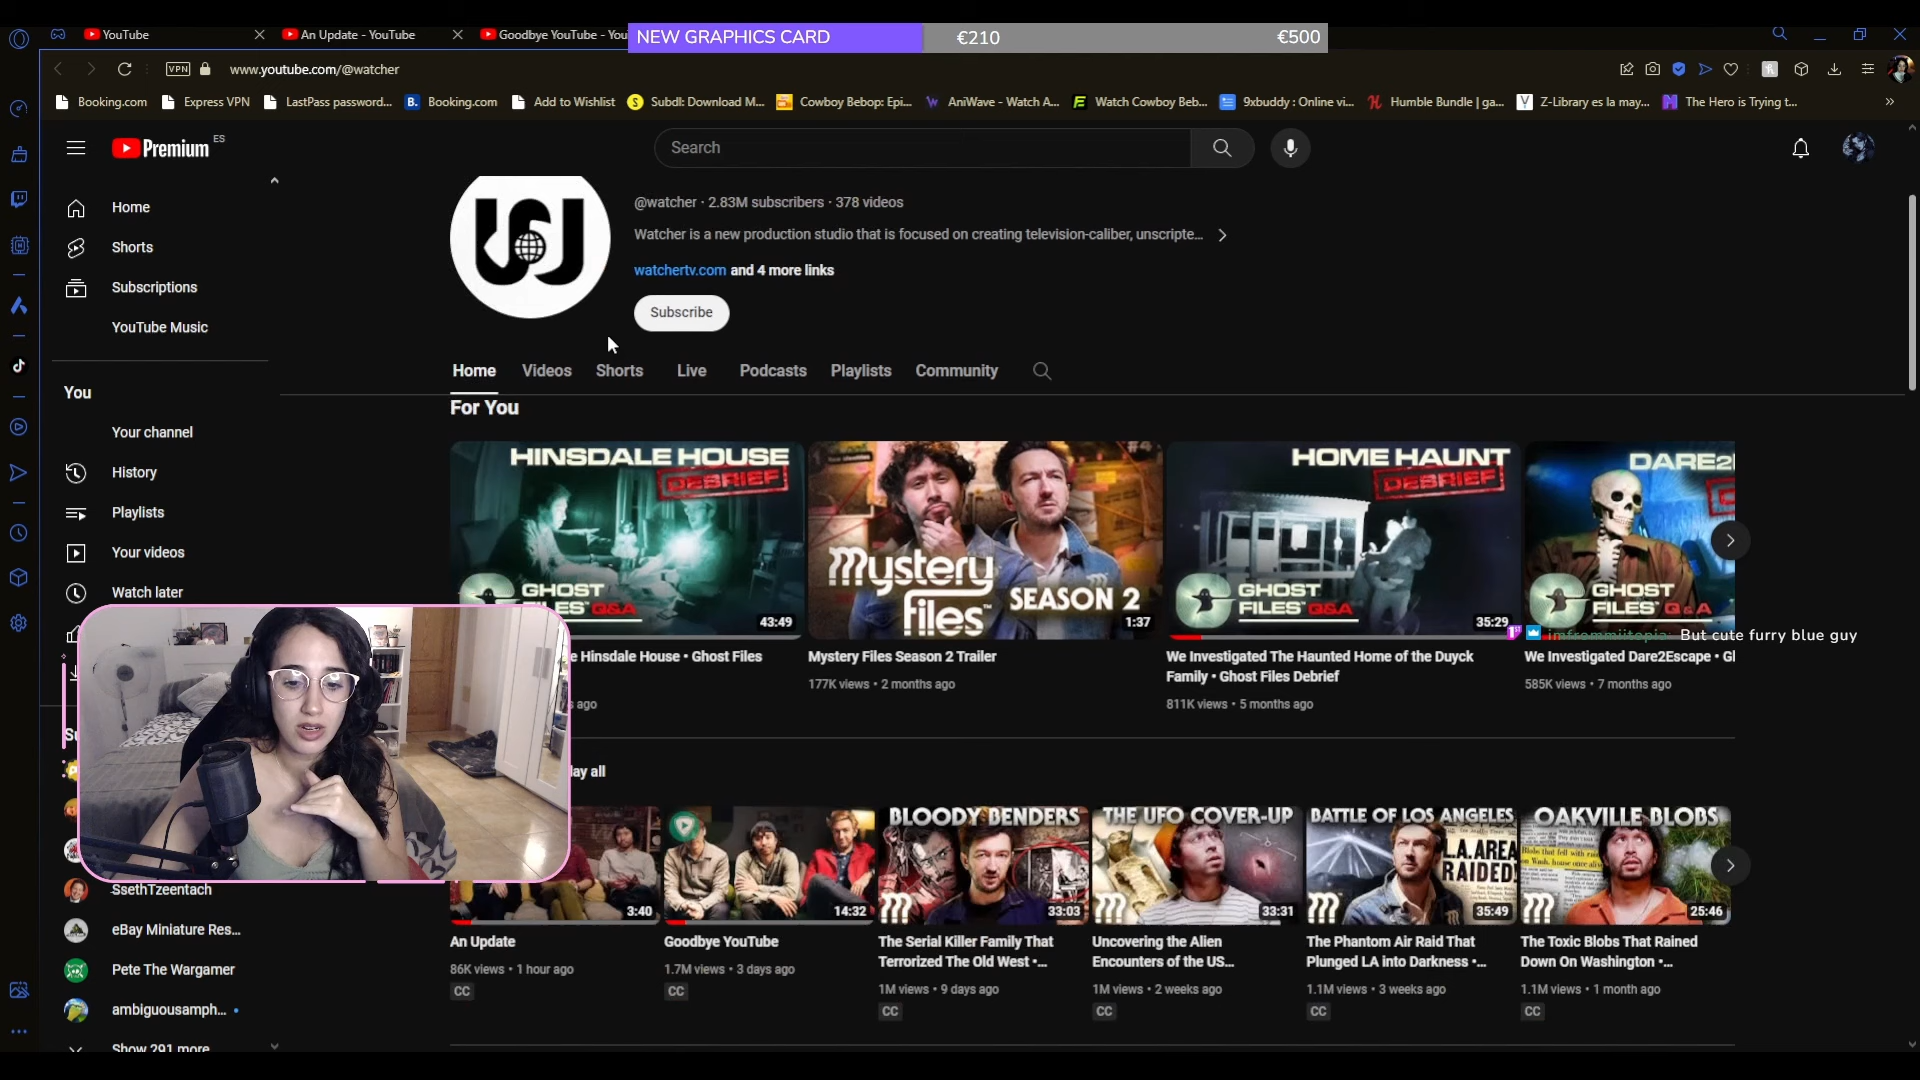 YouTube
An Update - YouTube
Goodbye YouTube - You
NEW GRAPHICS CARD
€210
€500
VPN
www.youtube.com/@watcher
Booking.com
Express VPN
LastPass password...
Booking.com
Add to Wishlist
Subdl: Download M...
Cowboy Bebop: Epi...
AniWave - Watch A...
Watch Cowboy Beb...
9xbuddy : Online vi...
Humble Bundle | ga...
Z-Library es la may...
The Hero is Trying t...
Premium
ES
Search
Home
Shorts
Subscriptions
YouTube Music
You
Your channel
History
Playlists
Your videos
Watch later
SsethTzeentach
eBay Miniature Res...
Pete The Wargamer
ambiguousamph...
Show 291 more
@watcher · 2.83M subscribers · 378 videos
Watcher is a new production studio that is focused on creating television-caliber, unscripte...
watchertv.com and 4 more links
Subscribe
Home
Videos
Shorts
Live
Podcasts
Playlists
Community
For You
HINSDALE HOUSE
DEBRIEF
GHOST
FILES Q&A
43:49
e Hinsdale House • Ghost Files
s ago
Mystery
files™
SEASON 2
1:37
Mystery Files Season 2 Trailer
177K views • 2 months ago
HOME HAUNT
DEBRIEF
GHOST
FILES Q&A
35:29
We Investigated The Haunted Home of the Duyck
Family • Ghost Files Debrief
811K views • 5 months ago
DARE2
GHOST
FILES Q&A
imfrommiitopia: But cute furry blue guy
We Investigated Dare2Escape • Gl
585K views • 7 months ago
lay all
3:40
An Update
86K views • 1 hour ago
CC
14:32
Goodbye YouTube
1.7M views • 3 days ago
CC
BLOODY BENDERS
33:03
The Serial Killer Family That
Terrorized The Old West •...
1M views • 9 days ago
CC
THE UFO COVER-UP
33:31
Uncovering the Alien
Encounters of the US...
1M views • 2 weeks ago
CC
BATTLE OF LOS ANGELES
L.A. AREA
RAIDED
35:49
The Phantom Air Raid That
Plunged LA into Darkness •...
1.1M views • 3 weeks ago
CC
OAKVILLE BLOBS
25:46
The Toxic Blobs That Rained
Down On Washington •...
1.1M views • 1 month ago
CC